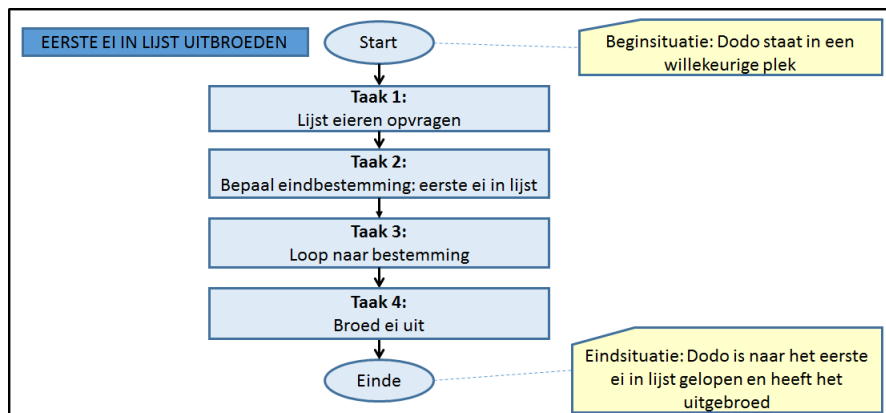 EERSTE EI IN LIJST UITBROEDEN
Start
Beginsituatie: Dodo staat in een
willekeurige plek
Taak 1:
Lijst eieren opvragen
Taak 2:
Bepaal eindbestemming: eerste ei in lijst
Taak 3:
Loop naar bestemming
Taak 4:
Broed ei uit
Einde
Eindsituatie: Dodo is naar het eerste
ei in lijst gelopen en heeft het
uitgebroed